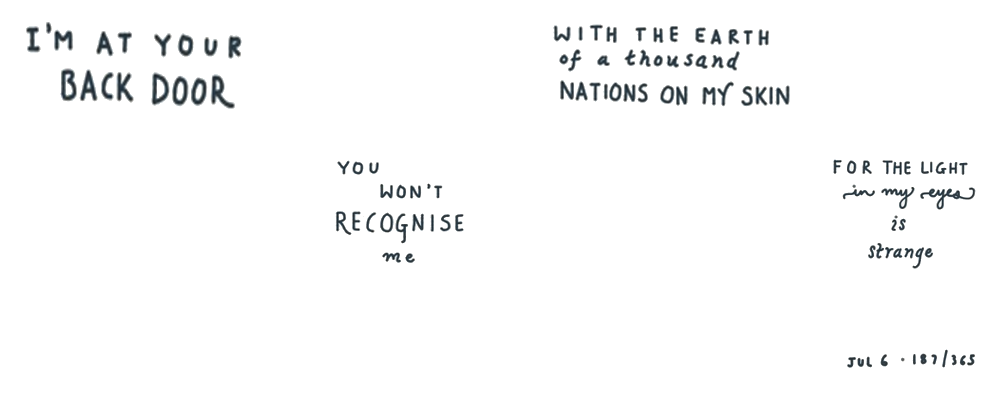 I'M AT YOUR
BACK DOOR
WITH THE EARTH
of a thousand
NATIONS ON MY SKIN
YOU
WON'T
RECOGNISE
me
FOR THE LIGHT
in my eyes
is
strange
JUL 6 · 187/365